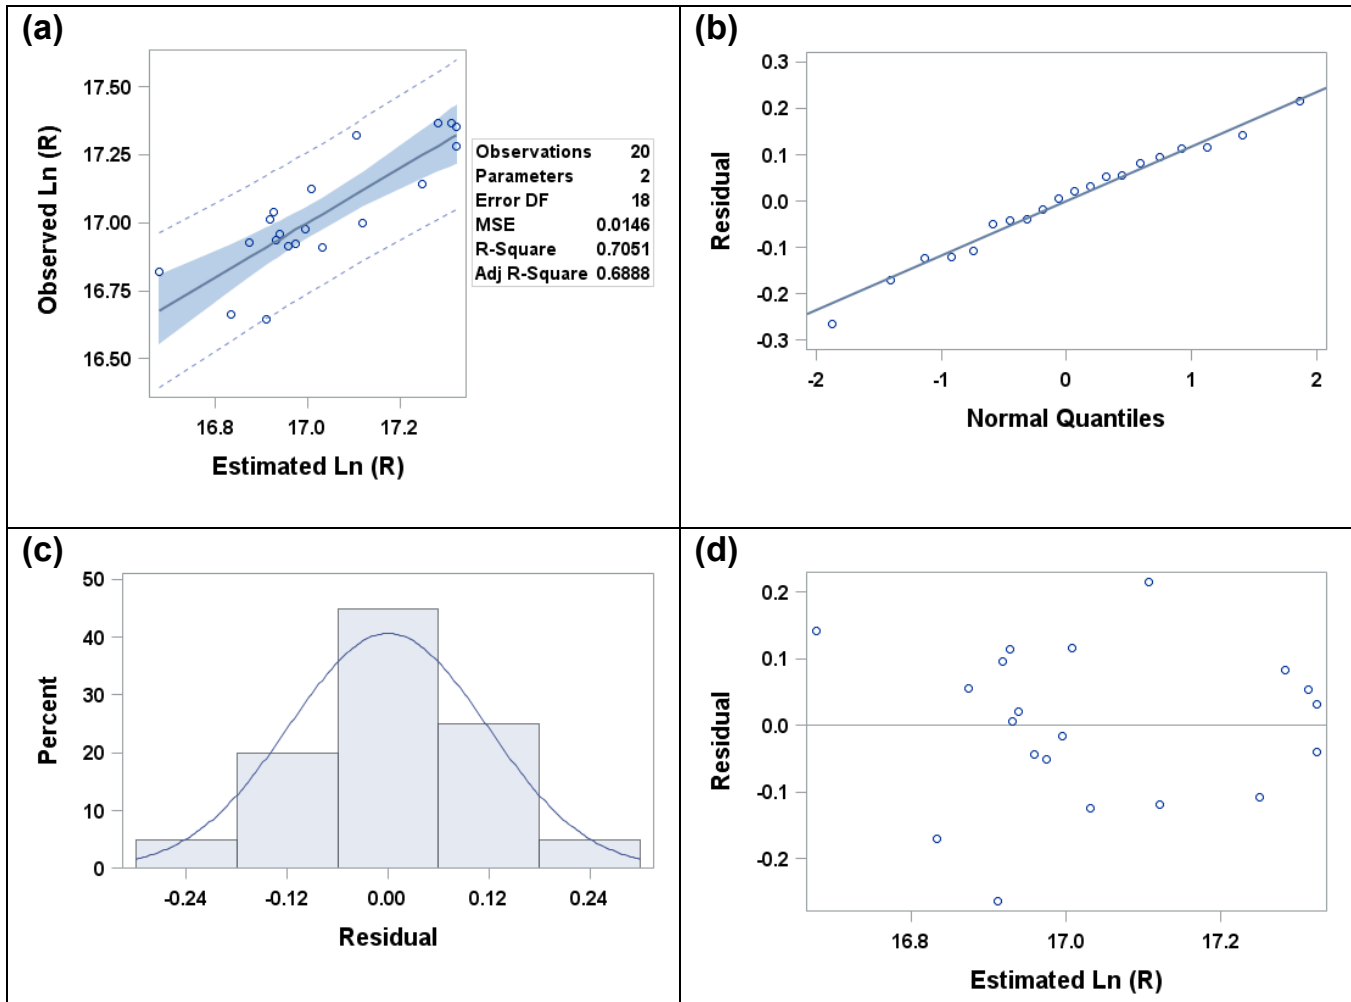 (a)
17.50
17.25
17.00
16.75
16.50
Observed Ln (R)
16.8 17.0 17.2
Estimated Ln (R)
Observations 20
Parameters 2
Error DF 18
MSE 0.0146
R-Square 0.7051
Adj R-Square 0.6888
(b)
0.3
0.2
0.1
0.0
-0.1
-0.2
-0.3
Residual
-2 -1 0 1 2
Normal Quantiles
(c)
50
40
30
20
10
0
Percent
-0.24 -0.12 0.00 0.12 0.24
Residual
(d)
0.2
0.1
0.0
-0.1
-0.2
Residual
16.8 17.0 17.2
Estimated Ln (R)